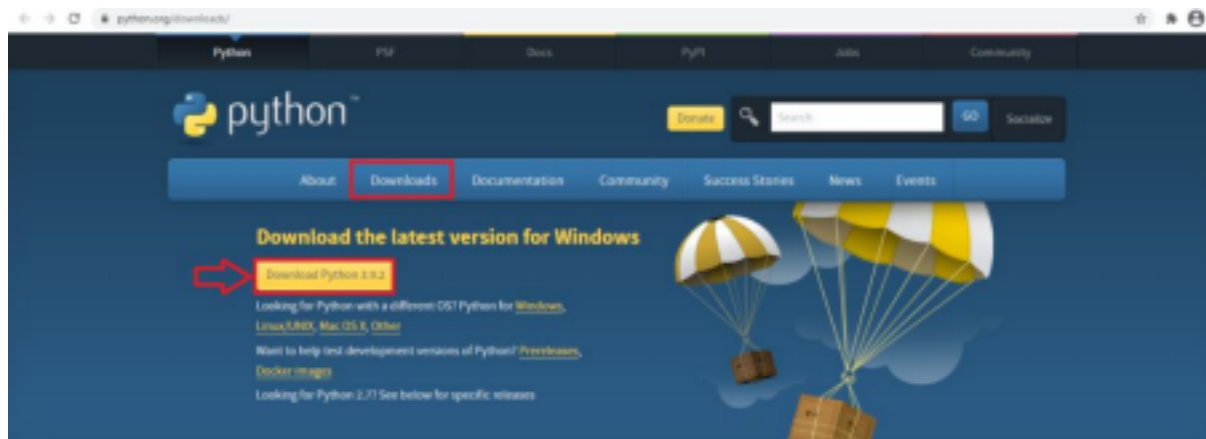 python.org/downloads/
Python PSF Docs PyPI Jobs Community
python™
Donate Search GO Socialize
About Downloads Documentation Community Success Stories News Events
Download the latest version for Windows
Download Python 3.9.2
Looking for Python with a different OS? Python for Windows,
Linux/UNIX, Mac OS X, Other
Want to help test development versions of Python? Prereleases,
Docker images
Looking for Python 2.7? See below for specific releases